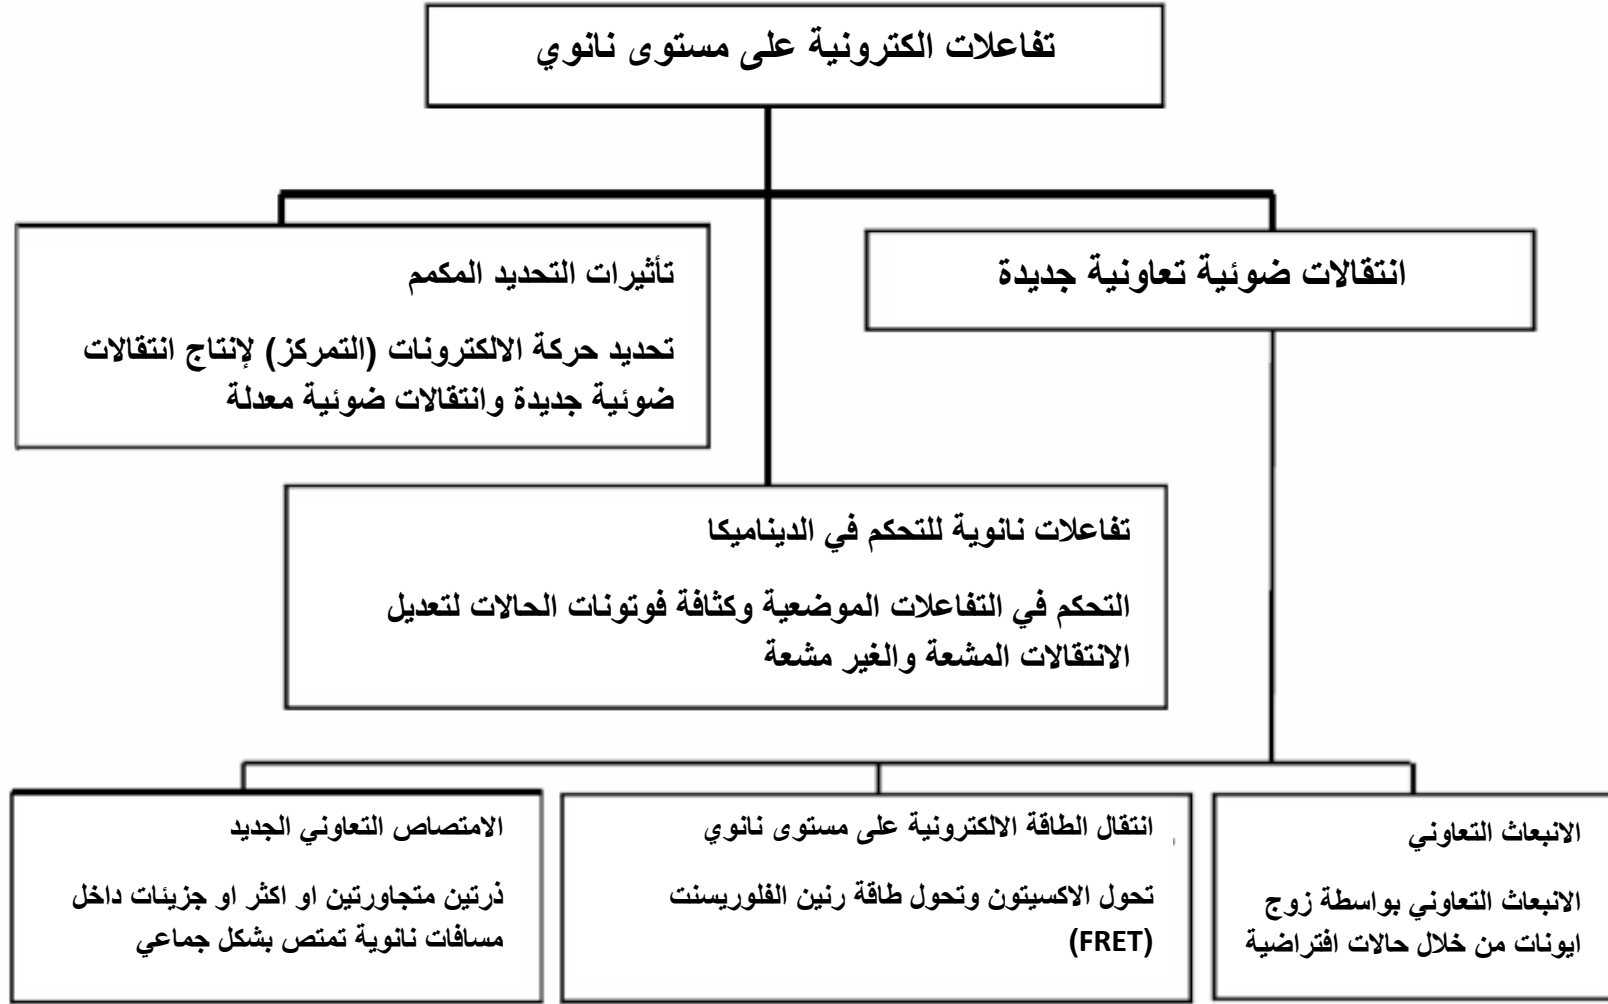 تفاعلات الكترونية على مستوى نانوي
انتقالات ضوئية تعاونية جديدة
تأثيرات التحديد المكمم
تحديد حركة الالكترونات (التمركز) لإنتاج انتقالات
ضوئية جديدة وانتقالات ضوئية معدلة
تفاعلات نانوية للتحكم في الديناميكا
التحكم في التفاعلات الموضعية وكثافة فوتونات الحالات لتعديل
الانتقالات المشعة والغير مشعة
الانبعاث التعاوني
الانبعاث التعاوني بواسطة زوج
ايونات من خلال حالات افتراضية
انتقال الطاقة الالكترونية على مستوى نانوي
تحول الاكسيتون وتحول طاقة رنين الفلوريسنت
(FRET)
الامتصاص التعاوني الجديد
ذرتين متجاورتين او اكثر او جزيئات داخل
مسافات نانوية تمتص بشكل جماعي